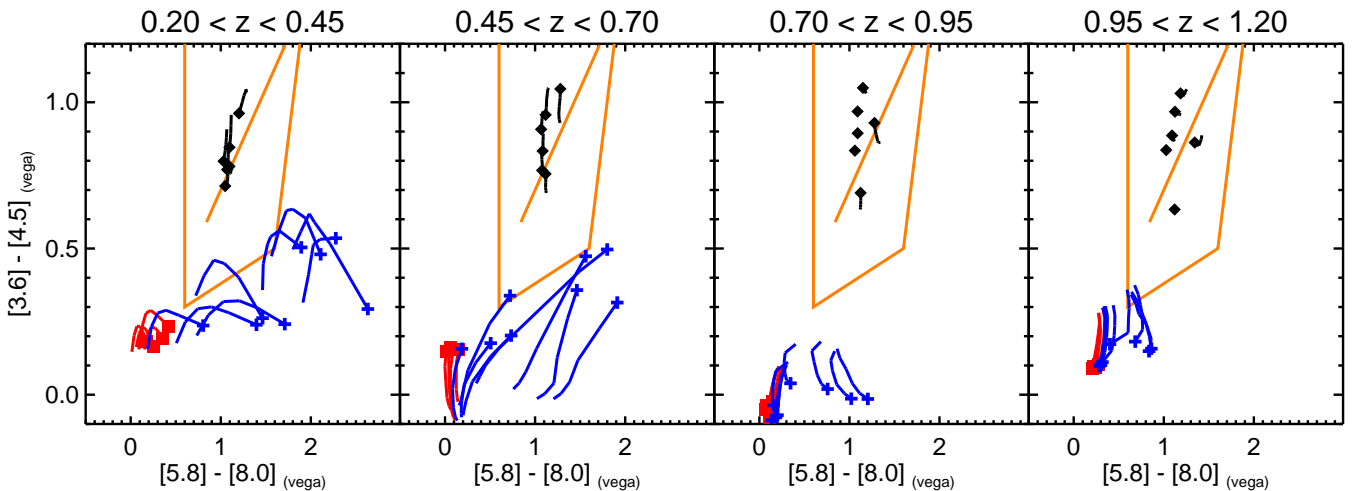 0.20 < z < 0.45
0.45 < z < 0.70
0.70 < z < 0.95
0.95 < z < 1.20
[3.6] - [4.5] (vega)
1.0
0.5
0.0
0 1 2
0 1 2
0 1 2
0 1 2
[5.8] - [8.0] (vega)
[5.8] - [8.0] (vega)
[5.8] - [8.0] (vega)
[5.8] - [8.0] (vega)